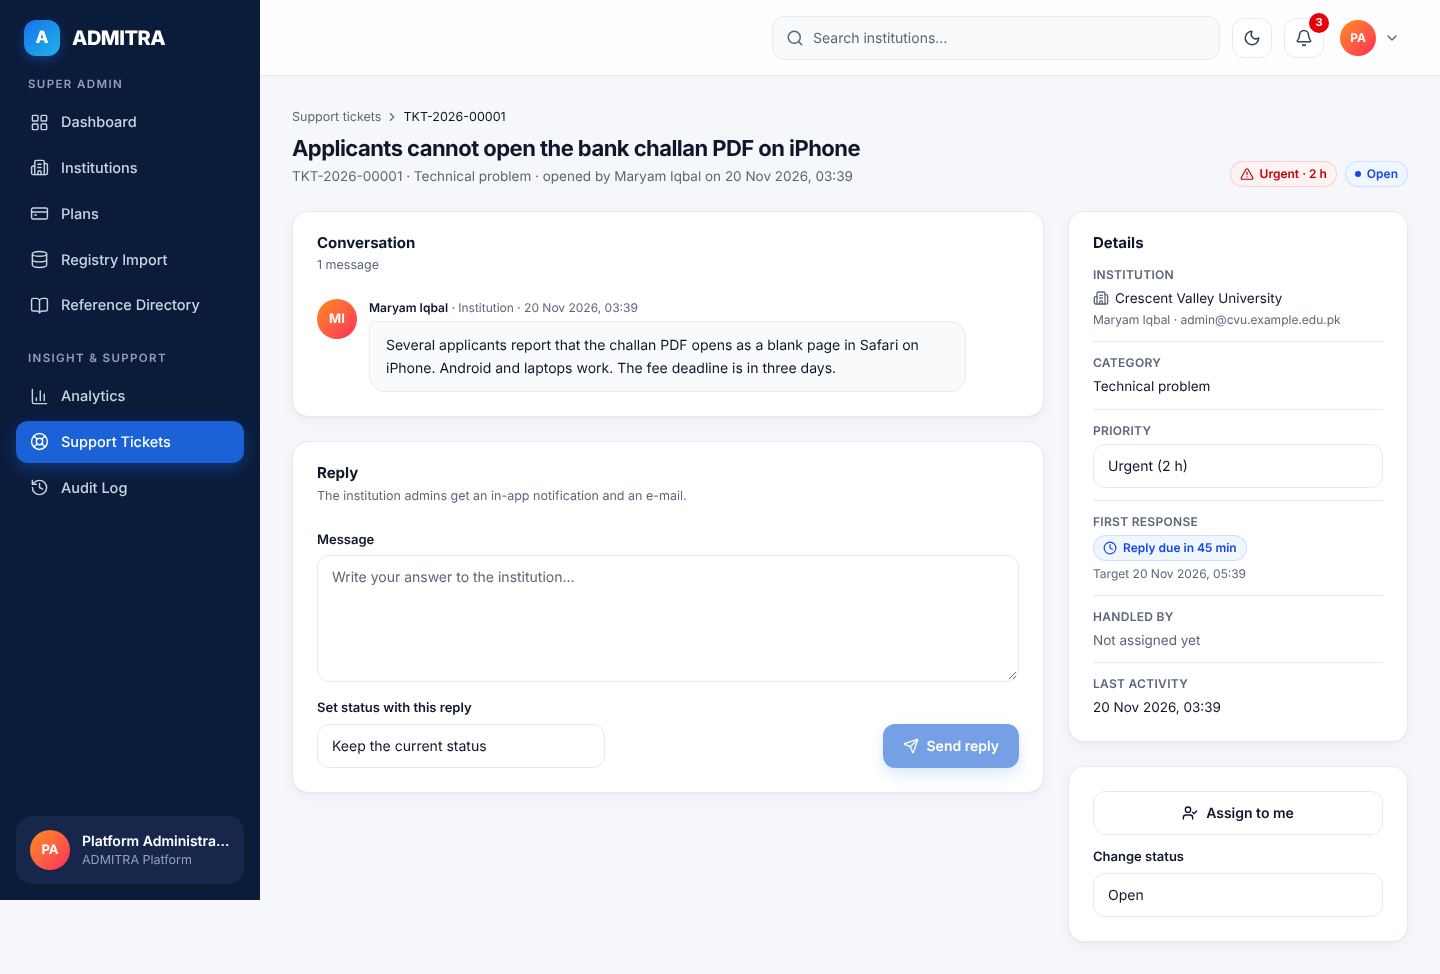 A ADMITRA
SUPER ADMIN
Dashboard
Institutions
Plans
Registry Import
Reference Directory
INSIGHT & SUPPORT
Analytics
Support Tickets
Audit Log
PA
Platform Administra...
ADMITRA Platform
Search institutions...
3
PA
Support tickets > TKT-2026-00001
Applicants cannot open the bank challan PDF on iPhone
TKT-2026-00001 · Technical problem · opened by Maryam Iqbal on 20 Nov 2026, 03:39
Urgent · 2 h
Open
Conversation
1 message
MI
Maryam Iqbal · Institution · 20 Nov 2026, 03:39
Several applicants report that the challan PDF opens as a blank page in Safari on
iPhone. Android and laptops work. The fee deadline is in three days.
Reply
The institution admins get an in-app notification and an e-mail.
Message
Write your answer to the institution...
Set status with this reply
Keep the current status
Send reply
Details
INSTITUTION
Crescent Valley University
Maryam Iqbal · admin@cvu.example.edu.pk
CATEGORY
Technical problem
PRIORITY
Urgent (2 h)
FIRST RESPONSE
Reply due in 45 min
Target 20 Nov 2026, 05:39
HANDLED BY
Not assigned yet
LAST ACTIVITY
20 Nov 2026, 03:39
Assign to me
Change status
Open